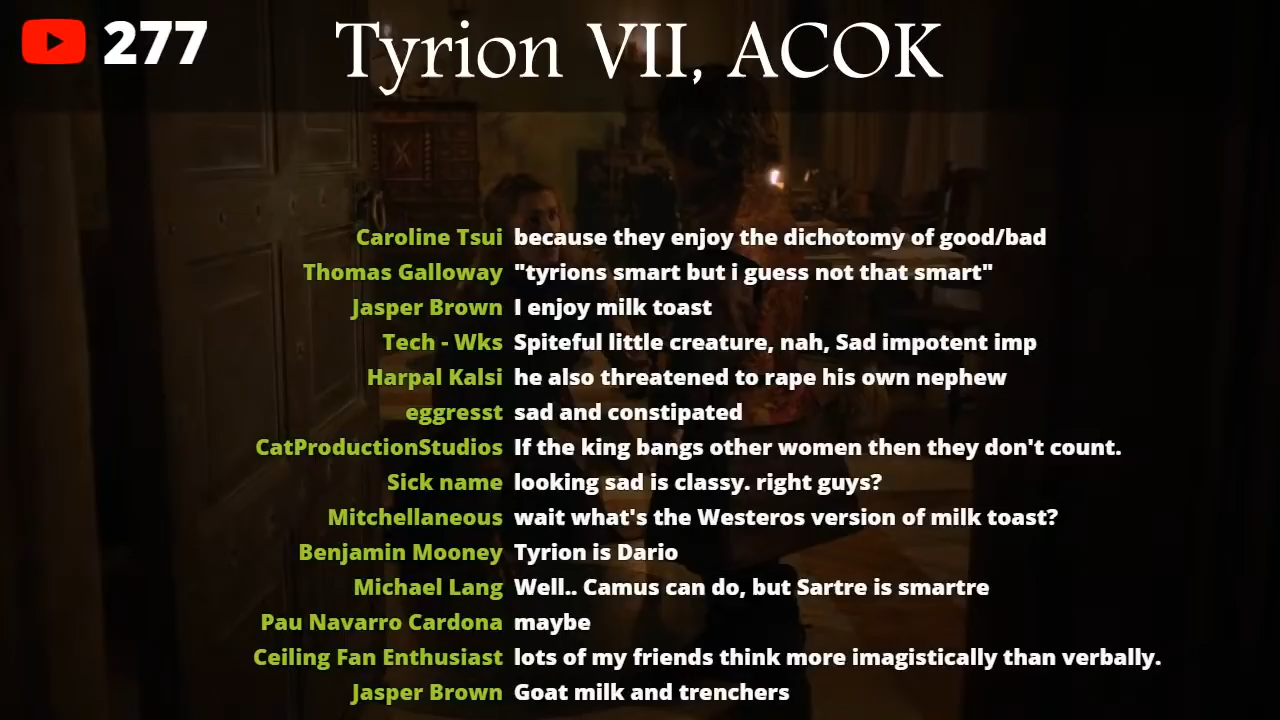 277
Tyrion VII, ACOK
Caroline Tsui because they enjoy the dichotomy of good/bad
Thomas Galloway "tyrions smart but i guess not that smart"
Jasper Brown I enjoy milk toast
Tech - Wks Spiteful little creature, nah, Sad impotent imp
Harpal Kalsi he also threatened to rape his own nephew
eggresst sad and constipated
CatProductionStudios If the king bangs other women then they don't count.
Sick name looking sad is classy. right guys?
Mitchellaneous wait what's the Westeros version of milk toast?
Benjamin Mooney Tyrion is Dario
Michael Lang Well.. Camus can do, but Sartre is smartre
Pau Navarro Cardona maybe
Ceiling Fan Enthusiast lots of my friends think more imagistically than verbally.
Jasper Brown Goat milk and trenchers